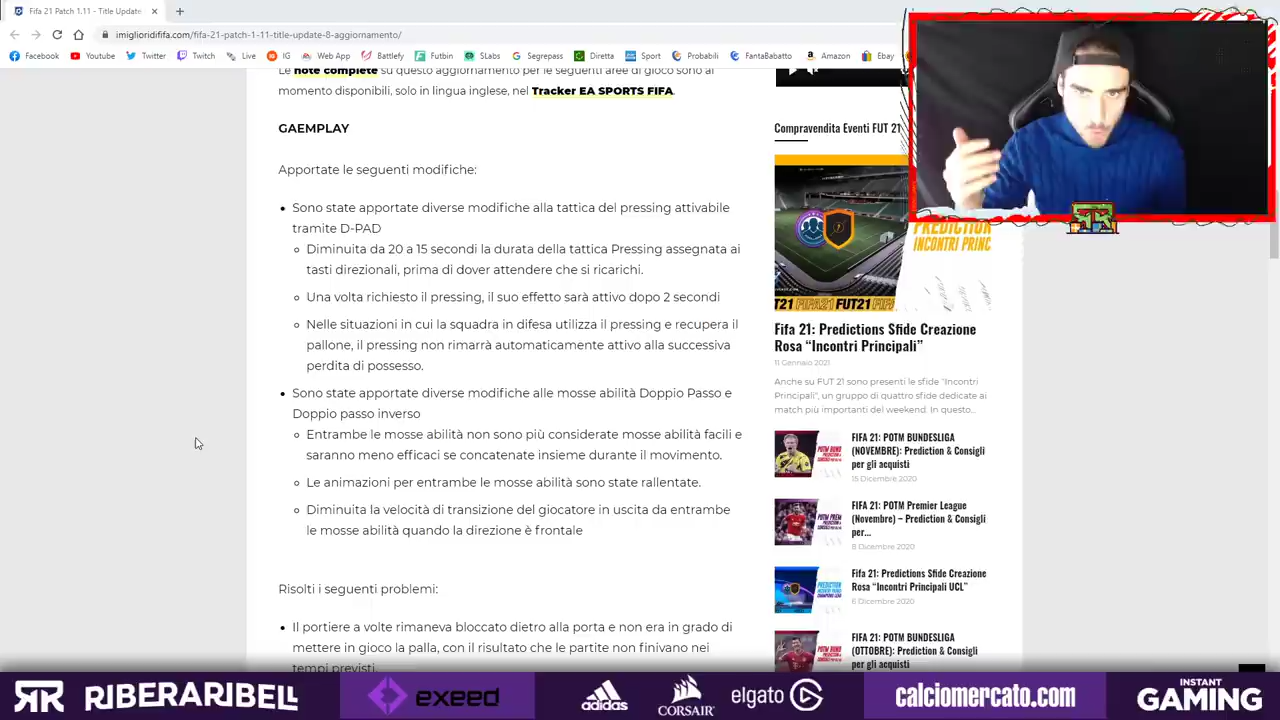 Fifa 21 Patch 1.11 - Title Update
imiglioridififa.com/fifa-21-patch-1-11-title-update-8-aggiornamento/
Facebook Youtube Twitter Twitch Live IG Web App Battlefy Futbin SLabs Segrepass Diretta Sport Probabili FantaBabatto Amazon Ebay
Le note complete su questo aggiornamento per le seguenti aree di gioco sono al
momento disponibili, solo in lingua inglese, nel Tracker EA SPORTS FIFA.
GAEMPLAY
Apportate le seguenti modifiche:
Sono state apportate diverse modifiche alla tattica del pressing attivabile
tramite D-PAD
Diminuita da 20 a 15 secondi la durata della tattica Pressing assegnata ai
tasti direzionali, prima di dover attendere che si ricarichi.
Una volta richiesto il pressing, il suo effetto sarà attivo dopo 2 secondi
Nelle situazioni in cui la squadra in difesa utilizza il pressing e recupera il
pallone, il pressing non rimarrà automaticamente attivo alla successiva
perdita di possesso.
Sono state apportate diverse modifiche alle mosse abilità Doppio Passo e
Doppio passo inverso
Entrambe le mosse abilità non sono più considerate mosse abilità facili e
saranno meno efficaci se concatenate insieme durante il movimento.
Le animazioni per entrambe le mosse abilità sono state rallentate.
Diminuita la velocità di transizione del giocatore in uscita da entrambe
le mosse abilità quando la direzione è frontale
Risolti i seguenti problemi:
Il portiere a volte rimaneva bloccato dietro alla porta e non era in grado di
mettere in gioco la palla, con il risultato che le partite non finivano nei
tempi previsti.
Compravendita Eventi FUT 21
PREDICTION
INCONTRI PRINC
FIFA21 FUT21
Fifa 21: Predictions Sfide Creazione
Rosa “Incontri Principali”
11 Gennaio 2021
Anche su FUT 21 sono presenti le sfide "Incontri
Principali", un gruppo di quattro sfide dedicate ai
match più importanti del weekend. In questo...
FIFA 21: POTM BUNDESLIGA
(NOVEMBRE): Prediction & Consigli
per gli acquisti
15 Dicembre 2020
FIFA 21: POTM Premier League
(Novembre) – Prediction & Consigli
per...
8 Dicembre 2020
Fifa 21: Predictions Sfide Creazione
Rosa “Incontri Principali UCL”
6 Dicembre 2020
FIFA 21: POTM BUNDESLIGA
(OTTOBRE): Prediction & Consigli
per gli acquisti
RIBERARIBELL exeed adidas CORSAIR elgato calciomercato.com INSTANT GAMING